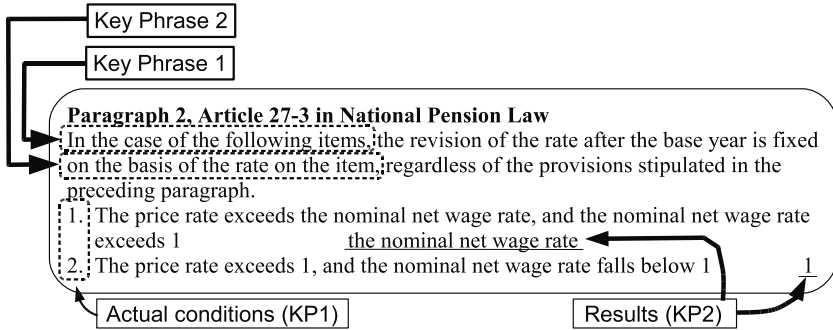 Key Phrase 2
Key Phrase 1
Paragraph 2, Article 27-3 in National Pension Law
In the case of the following items, the revision of the rate after the base year is fixed
on the basis of the rate on the item, regardless of the provisions stipulated in the
preceding paragraph.
1. The price rate exceeds the nominal net wage rate, and the nominal net wage rate
exceeds 1 the nominal net wage rate
2. The price rate exceeds 1, and the nominal net wage rate falls below 1 1
Actual conditions (KP1) Results (KP2)